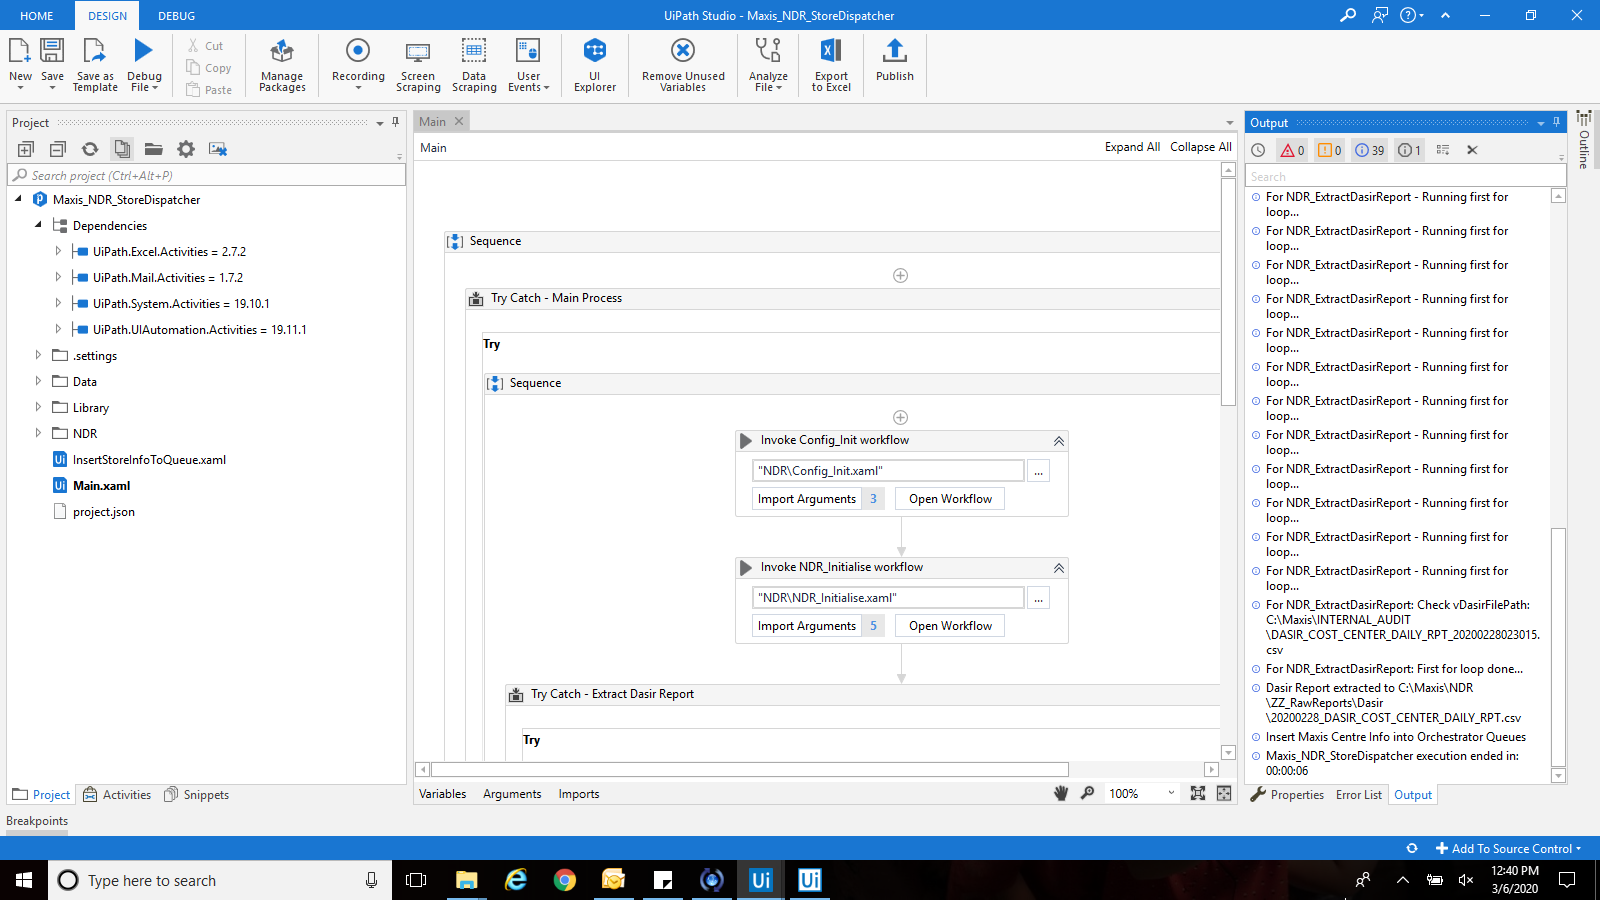 HOME
DESIGN
DEBUG
UiPath Studio - Maxis_NDR_StoreDispatcher
New
Save
Save as
Template
Debug
File
Cut
Copy
Paste
Manage
Packages
Recording
Screen
Scraping
Data
Scraping
User
Events
UI
Explorer
Remove Unused
Variables
Analyze
File
Export
to Excel
Publish
Project
Search project (Ctrl+Alt+P)
Maxis_NDR_StoreDispatcher
Dependencies
UiPath.Excel.Activities = 2.7.2
UiPath.Mail.Activities = 1.7.2
UiPath.System.Activities = 19.10.1
UiPath.UIAutomation.Activities = 19.11.1
.settings
Data
Library
NDR
Ui InsertStoreInfoToQueue.xaml
Ui Main.xaml
project.json
Project
Activities
Snippets
Breakpoints
Main
Main
Expand All
Collapse All
Sequence
Try Catch - Main Process
Try
Sequence
Invoke Config_Init workflow
"NDR\Config_Init.xaml"
...
Import Arguments 3
Open Workflow
Invoke NDR_Initialise workflow
"NDR\NDR_Initialise.xaml"
...
Import Arguments 5
Open Workflow
Try Catch - Extract Dasir Report
Try
Variables
Arguments
Imports
100%
Output
0
0
39
1
Search
For NDR_ExtractDasirReport - Running first for
loop...
For NDR_ExtractDasirReport - Running first for
loop...
For NDR_ExtractDasirReport - Running first for
loop...
For NDR_ExtractDasirReport - Running first for
loop...
For NDR_ExtractDasirReport - Running first for
loop...
For NDR_ExtractDasirReport - Running first for
loop...
For NDR_ExtractDasirReport - Running first for
loop...
For NDR_ExtractDasirReport - Running first for
loop...
For NDR_ExtractDasirReport - Running first for
loop...
For NDR_ExtractDasirReport - Running first for
loop...
For NDR_ExtractDasirReport - Running first for
loop...
For NDR_ExtractDasirReport - Running first for
loop...
For NDR_ExtractDasirReport: Check vDasirFilePath:
C:\Maxis\INTERNAL_AUDIT
\DASIR_COST_CENTER_DAILY_RPT_20200228023015.
csv
For NDR_ExtractDasirReport: First for loop done...
Dasir Report extracted to C:\Maxis\NDR
\ZZ_RawReports\Dasir
\20200228_DASIR_COST_CENTER_DAILY_RPT.csv
Insert Maxis Centre Info into Orchestrator Queues
Maxis_NDR_StoreDispatcher execution ended in:
00:00:06
Properties
Error List
Output
Outline
Add To Source Control
Type here to search
Ui
Ui
12:40 PM
3/6/2020